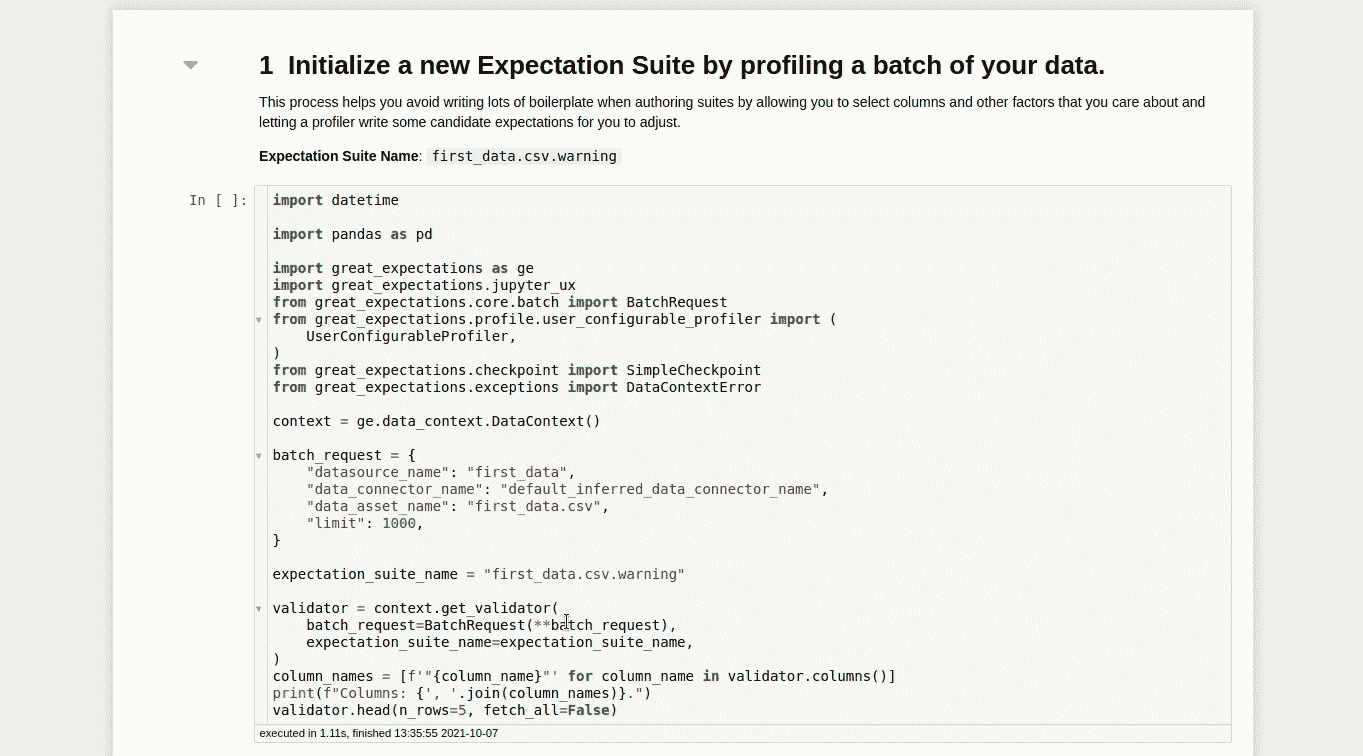 1 Initialize a new Expectation Suite by profiling a batch of your data.
This process helps you avoid writing lots of boilerplate when authoring suites by allowing you to select columns and other factors that you care about and
letting a profiler write some candidate expectations for you to adjust.
Expectation Suite Name: first_data.csv.warning
In [ ]:
import datetime
import pandas as pd
import great_expectations as ge
import great_expectations.jupyter_ux
from great_expectations.core.batch import BatchRequest
from great_expectations.profile.user_configurable_profiler import (
    UserConfigurableProfiler,
)
from great_expectations.checkpoint import SimpleCheckpoint
from great_expectations.exceptions import DataContextError
context = ge.data_context.DataContext()
batch_request = {
    "datasource_name": "first_data",
    "data_connector_name": "default_inferred_data_connector_name",
    "data_asset_name": "first_data.csv",
    "limit": 1000,
}
expectation_suite_name = "first_data.csv.warning"
validator = context.get_validator(
    batch_request=BatchRequest(**batch_request),
    expectation_suite_name=expectation_suite_name,
)
column_names = [f'"{column_name}"' for column_name in validator.columns()]
print(f"Columns: {', '.join(column_names)}.")
validator.head(n_rows=5, fetch_all=False)
executed in 1.11s, finished 13:35:55 2021-10-07